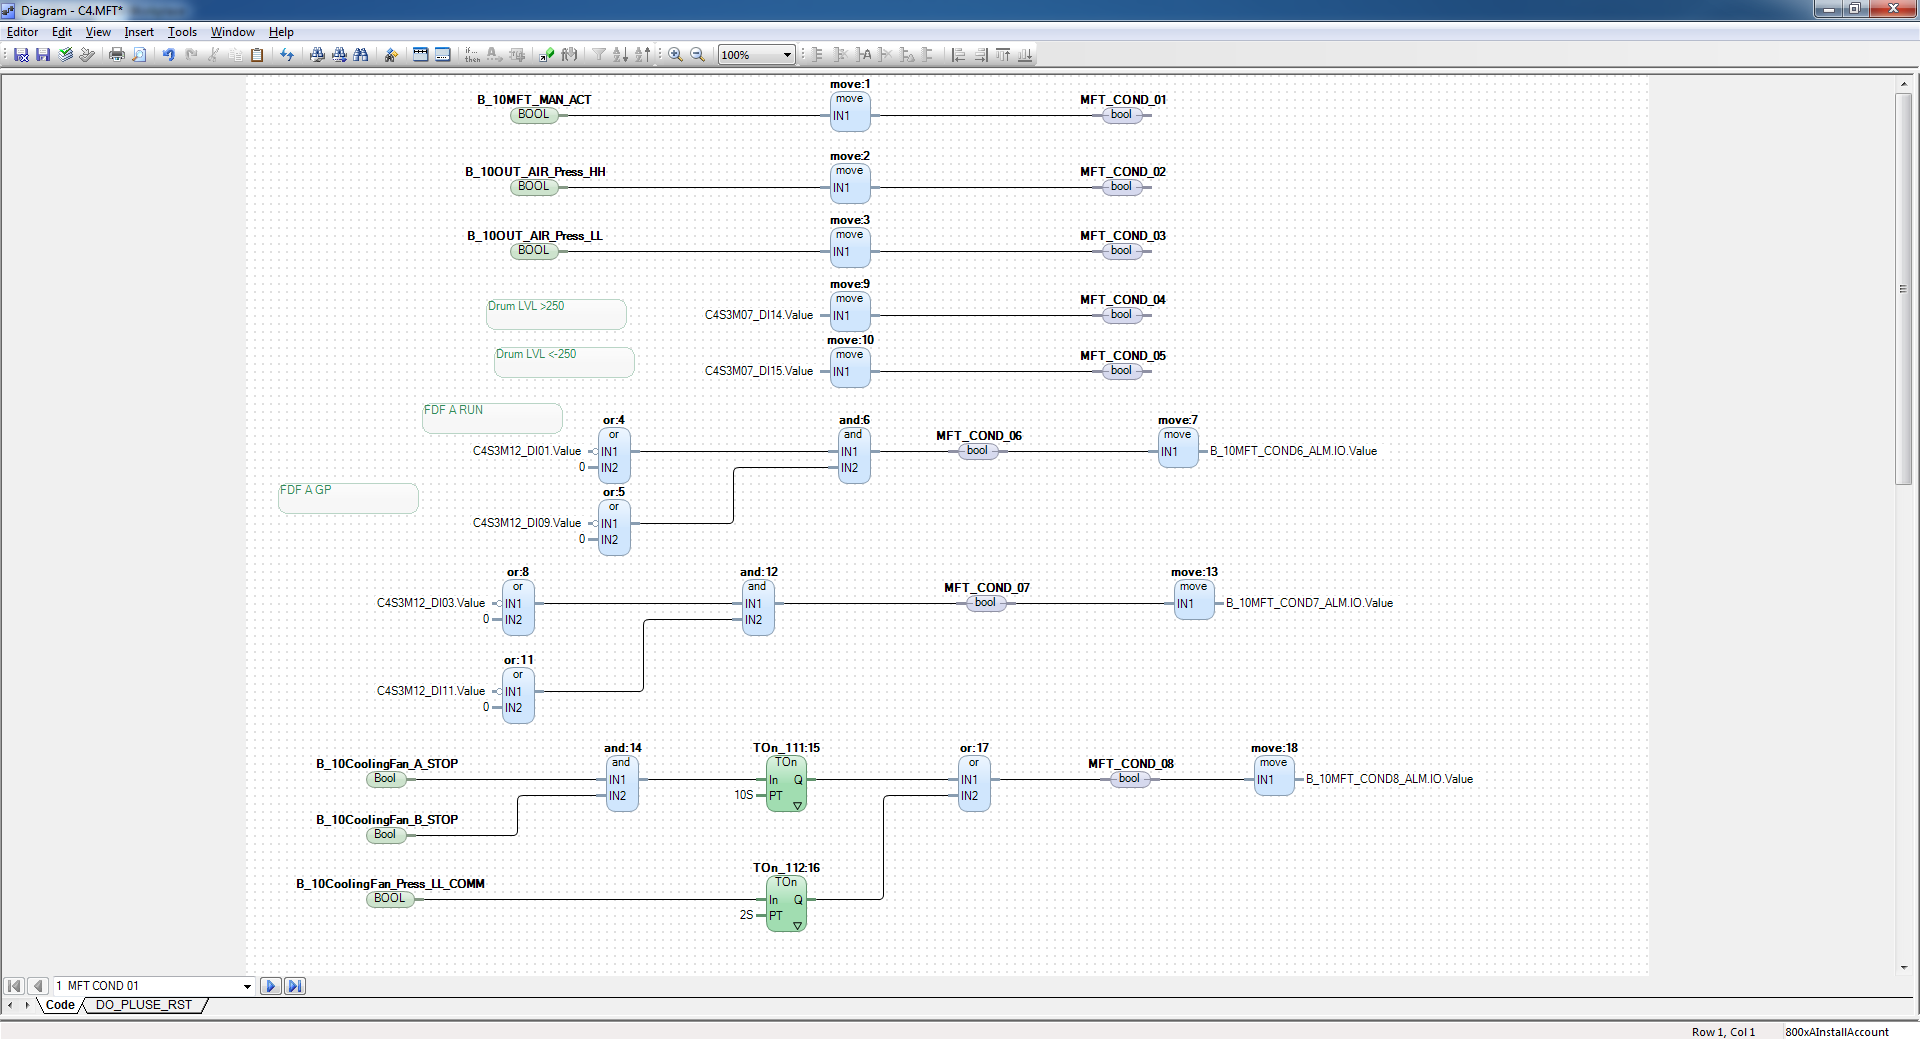 Diagram - C4.MFT*
Editor Edit View Insert Tools Window Help
if...
then
100%
move:1
B_10MFT_MAN_ACT
move
MFT_COND_01
BOOL
IN1
bool
move:2
B_10OUT_AIR_Press_HH
move
MFT_COND_02
BOOL
IN1
bool
move:3
B_10OUT_AIR_Press_LL
move
MFT_COND_03
BOOL
IN1
bool
move:9
Drum LVL >250
move
MFT_COND_04
C4S3M07_DI14.Value
IN1
bool
move:10
Drum LVL <-250
move
MFT_COND_05
C4S3M07_DI15.Value
IN1
bool
FDF A RUN
or:4
and:6
move:7
or
and
MFT_COND_06
move
C4S3M12_DI01.Value
IN1
IN1
bool
IN1
B_10MFT_COND6_ALM.IO.Value
0
IN2
IN2
FDF A GP
or:5
or
C4S3M12_DI09.Value
IN1
0
IN2
or:8
and:12
move:13
or
and
MFT_COND_07
move
C4S3M12_DI03.Value
IN1
IN1
bool
IN1
B_10MFT_COND7_ALM.IO.Value
0
IN2
IN2
or:11
or
C4S3M12_DI11.Value
IN1
0
IN2
and:14
TOn_111:15
or:17
move:18
B_10CoolingFan_A_STOP
and
TOn
or
MFT_COND_08
move
Bool
IN1
In Q
IN1
bool
IN1
B_10MFT_COND8_ALM.IO.Value
IN2
10S
PT
IN2
B_10CoolingFan_B_STOP
Bool
TOn_112:16
B_10CoolingFan_Press_LL_COMM
TOn
BOOL
In Q
2S
PT
1 MFT COND 01
Code DO_PLUSE_RST
Row 1, Col 1 800xAInstallAccount